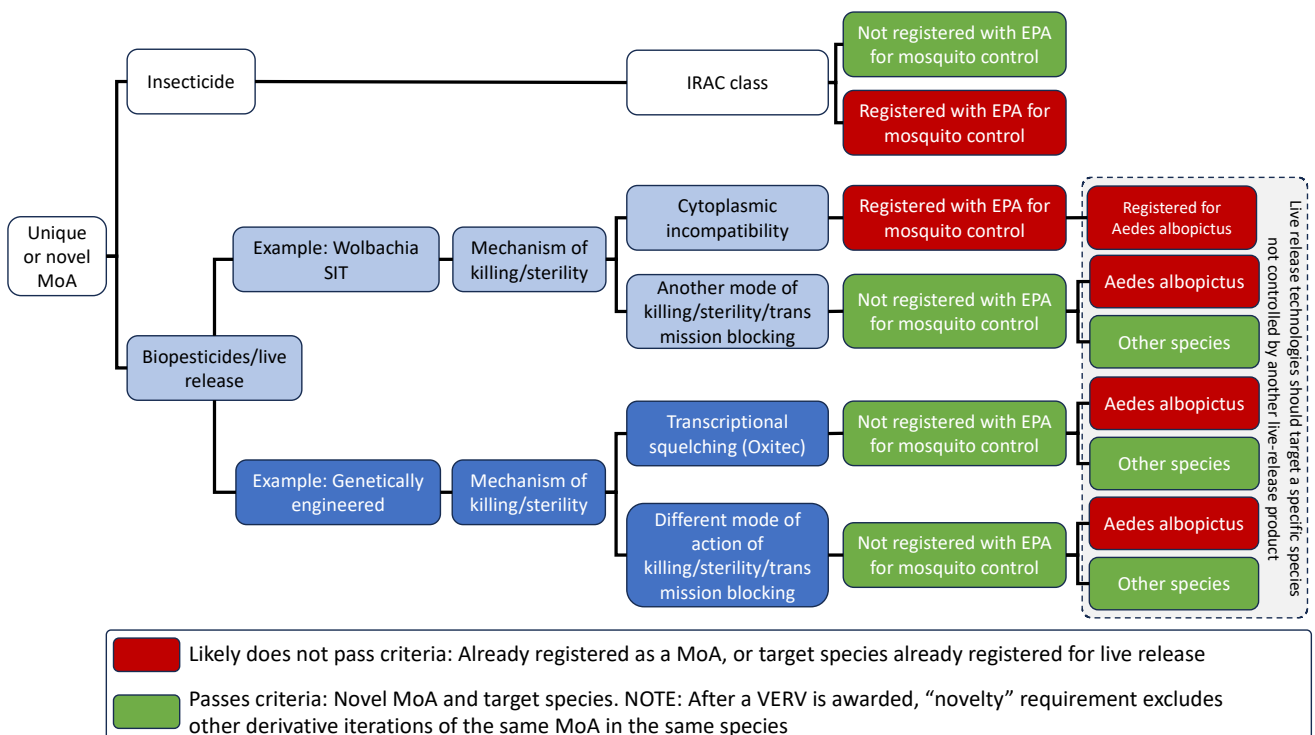 Unique
or novel
MoA
Insecticide
IRAC class
Not registered with EPA
for mosquito control
Registered with EPA for
mosquito control
Biopesticides/live
release
Example: Wolbachia
SIT
Mechanism of
killing/sterility
Cytoplasmic
incompatibility
Registered with EPA for
mosquito control
Registered for
Aedes albopictus
Another mode of
killing/sterility/trans
mission blocking
Not registered with EPA
for mosquito control
Aedes albopictus
Other species
Example: Genetically
engineered
Mechanism of
killing/sterility
Transcriptional
squelching (Oxitec)
Not registered with EPA
for mosquito control
Aedes albopictus
Other species
Different mode of
action of
killing/sterility/trans
mission blocking
Not registered with EPA
for mosquito control
Aedes albopictus
Other species
Live release technologies should target a specific species
not controlled by another live-release product
Likely does not pass criteria: Already registered as a MoA, or target species already registered for live release
Passes criteria: Novel MoA and target species. NOTE: After a VERV is awarded, “novelty” requirement excludes
other derivative iterations of the same MoA in the same species